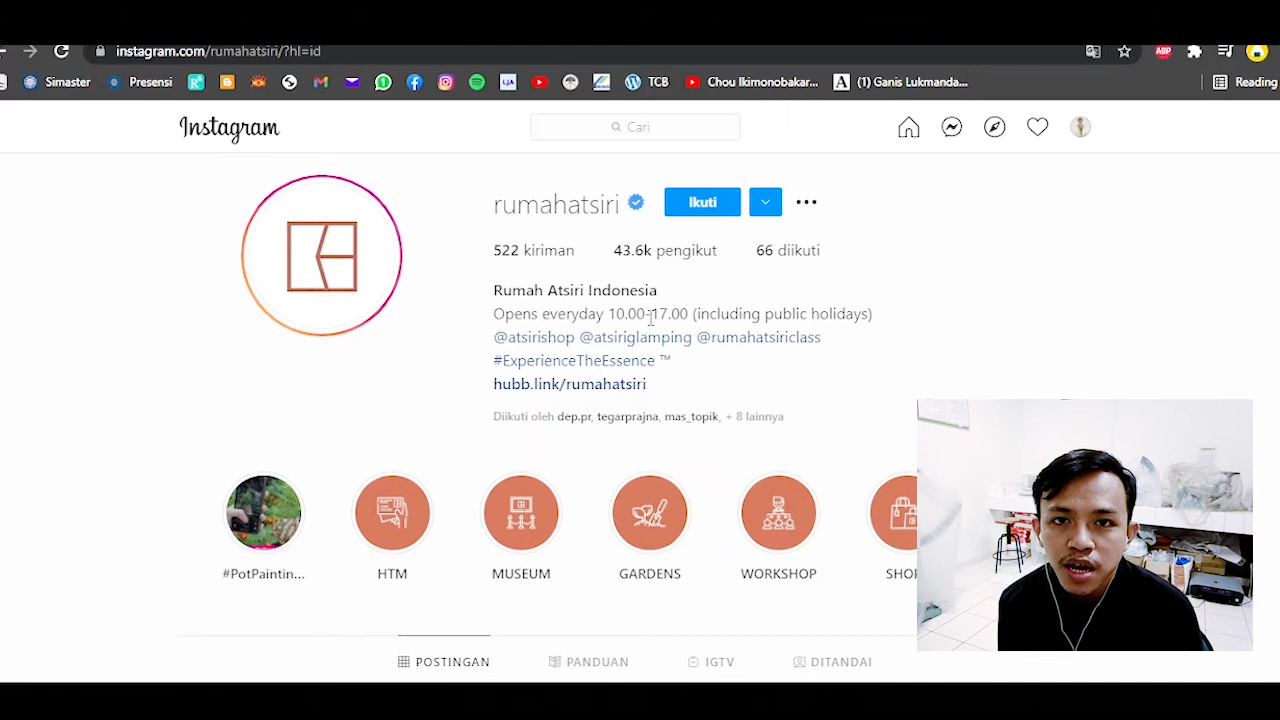 instagram.com/rumahatsiri/?hl=id
Simaster Presensi TCB Chou Ikimonobakar... (1) Ganis Lukmanda... Reading
ABP
Instagram
Cari
rumahatsiri Ikuti
522 kiriman 43.6k pengikut 66 diikuti
Rumah Atsiri Indonesia
Opens everyday 10.00-17.00 (including public holidays)
@atsirishop @atsiriglamping @rumahatsiriclass
#ExperienceTheEssence ™
hubb.link/rumahatsiri
Diikuti oleh dep.pr, tegarprajna, mas_topik, + 8 lainnya
#PotPaintin... HTM MUSEUM GARDENS WORKSHOP SHO
POSTINGAN PANDUAN IGTV DITANDAI